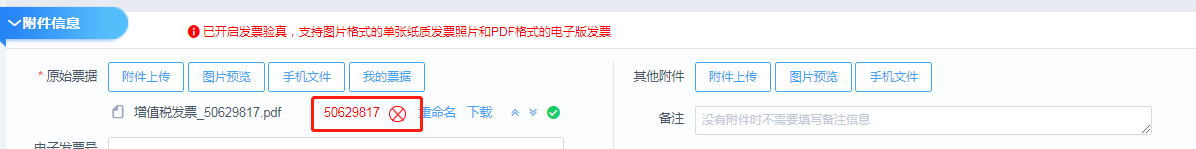 附件信息
已开启发票验真，支持图片格式的单张纸质发票照片和PDF格式的电子版发票
* 原始票据 附件上传 图片预览 手机文件 我的票据 其他附件 附件上传 图片预览 手机文件
增值税发票_50629817.pdf 50629817 重命名 下载
备注 没有附件时不需要填写备注信息
电子发票号